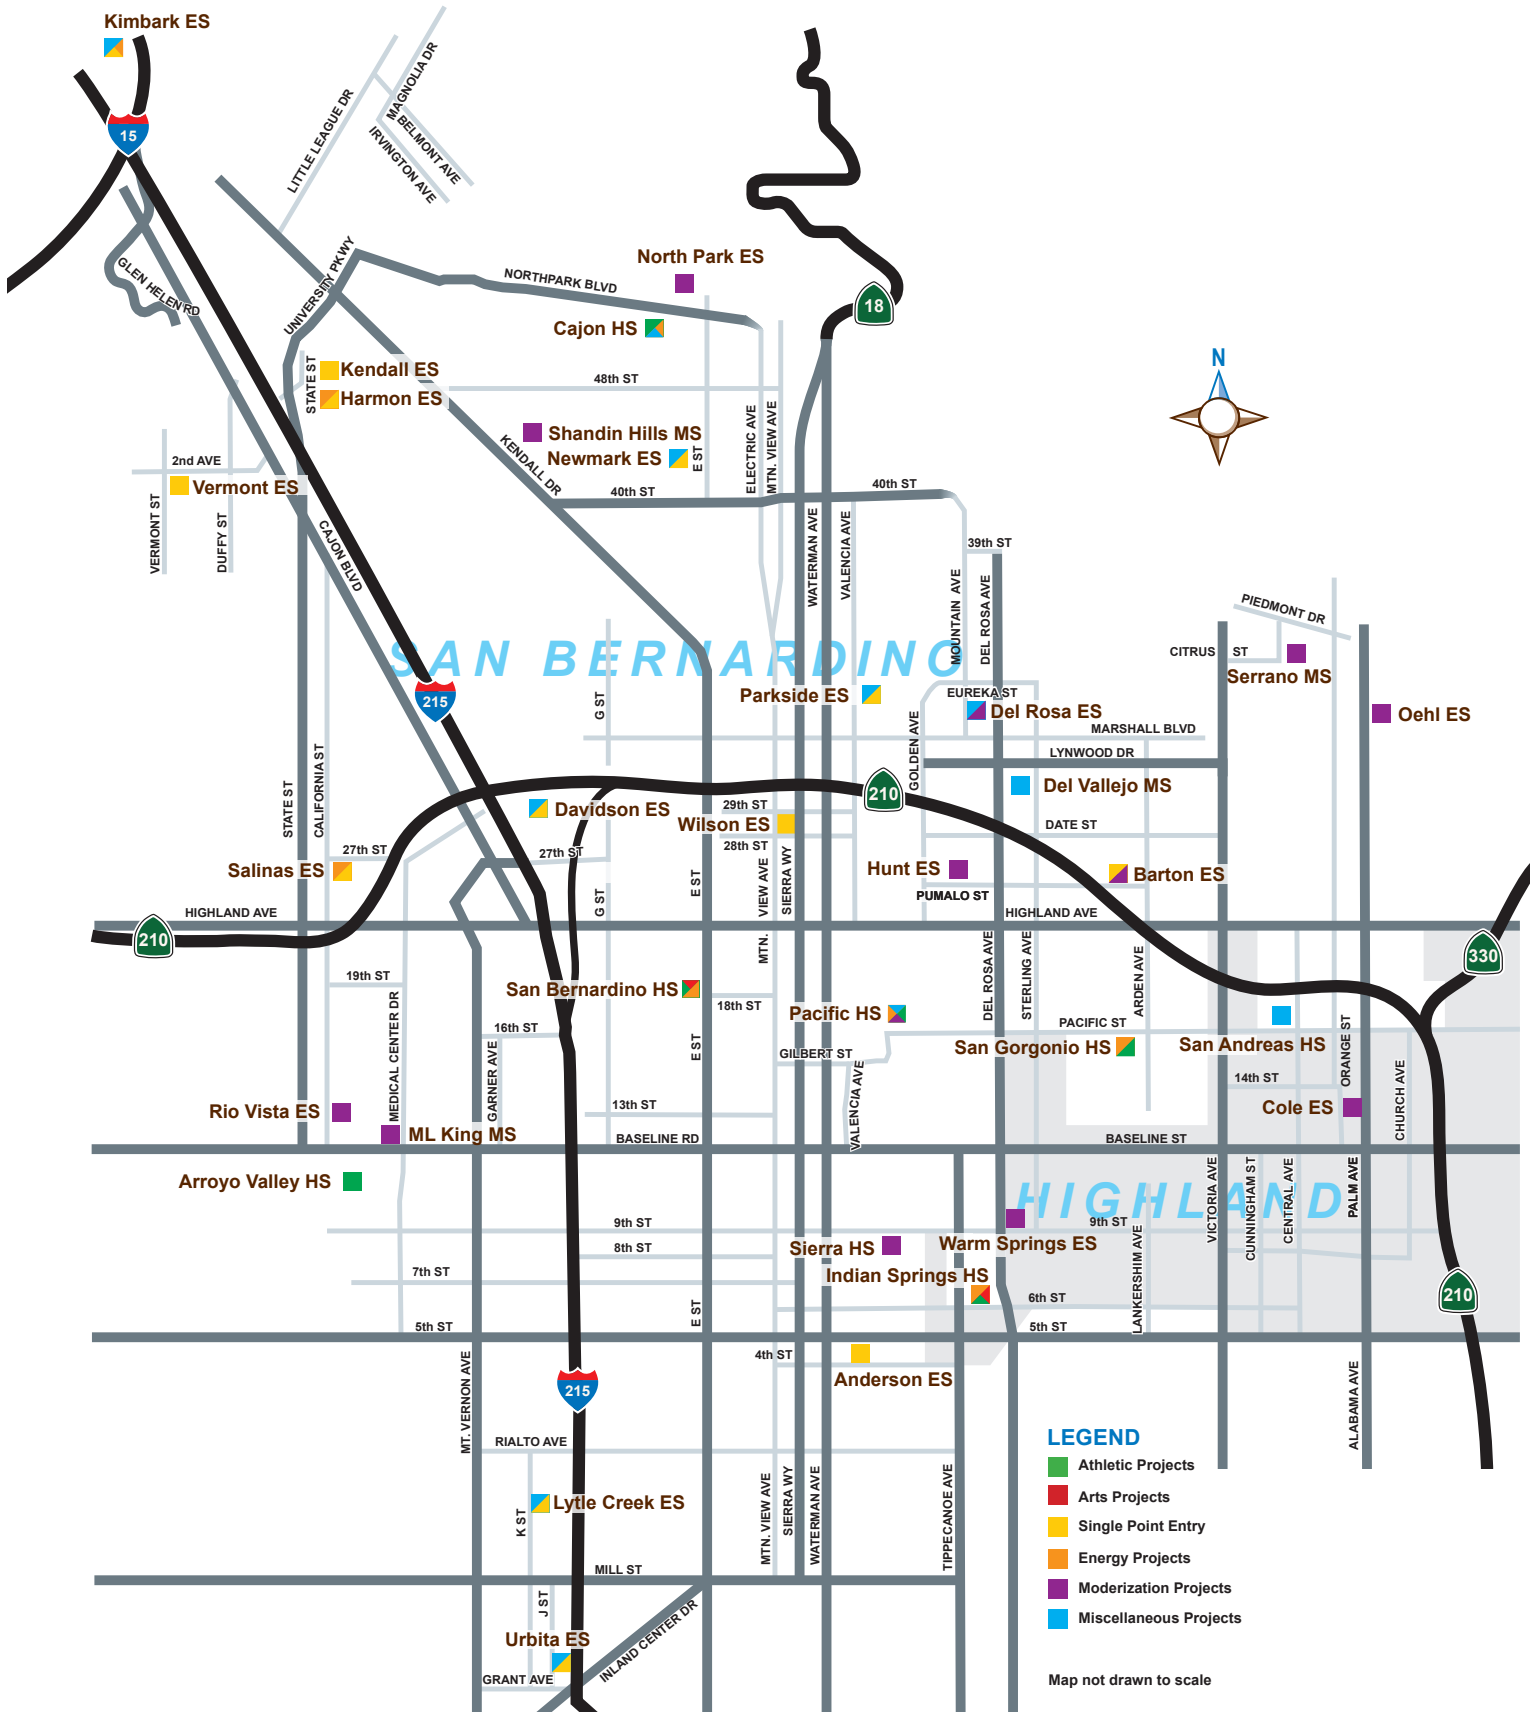 Kimbark ES
15
LITTLE LEAGUE DR
MAGNOLIA DR
BELMONT AVE
IRVINGTON AVE
GLEN HELEN RD
UNIVERSITY PKWY
NORTHPARK BLVD
North Park ES
18
Cajon HS
N
STATE ST
Kendall ES
48th ST
Harmon ES
Shandin Hills MS
Newmark ES
E ST
ELECTRIC AVE
MTN. VIEW AVE
KENDALL DR
2nd AVE
Vermont ES
40th ST
40th ST
VERMONT ST
DUFFY ST
CAJON BLVD
WATERMAN AVE
VALENCIA AVE
39th ST
MOUNTAIN AVE
DEL ROSA AVE
PIEDMONT DR
SAN BERNARDINO
CITRUS ST
Serrano MS
215
G ST
Parkside ES
EUREKA ST
Del Rosa ES
Oehl ES
MARSHALL BLVD
GOLDEN AVE
LYNWOOD DR
STATE ST
CALIFORNIA ST
Del Vallejo MS
210
Davidson ES
29th ST
Wilson ES
DATE ST
28th ST
27th ST
27th ST
Salinas ES
Hunt ES
Barton ES
G ST
E ST
MTN. VIEW AVE
SIERRA WY
PUMALO ST
HIGHLAND AVE
HIGHLAND AVE
210
330
19th ST
MEDICAL CENTER DR
San Bernardino HS
18th ST
DEL ROSA AVE
STERLING AVE
ARDEN AVE
Pacific HS
PACIFIC ST
16th ST
GARNER AVE
E ST
GILBERT ST
San Gorgonio HS
San Andreas HS
ORANGE ST
14th ST
CHURCH AVE
VALENCIA AVE
Rio Vista ES
13th ST
Cole ES
ML King MS
BASELINE RD
BASELINE ST
Arroyo Valley HS
HIGHLAND
VICTORIA AVE
CUNNINGHAM ST
CENTRAL AVE
PALM AVE
9th ST
9th ST
Warm Springs ES
Sierra HS
8th ST
7th ST
Indian Springs HS
LANKERSHIM AVE
6th ST
210
E ST
5th ST
5th ST
4th ST
Anderson ES
MT. VERNON AVE
215
ALABAMA AVE
RIALTO AVE
Lytle Creek ES
K ST
MTN. VIEW AVE
SIERRA WY
WATERMAN AVE
TIPPECANOE AVE
MILL ST
J ST
Urbita ES
INLAND CENTER DR
GRANT AVE
LEGEND
Athletic Projects
Arts Projects
Single Point Entry
Energy Projects
Moderization Projects
Miscellaneous Projects
Map not drawn to scale